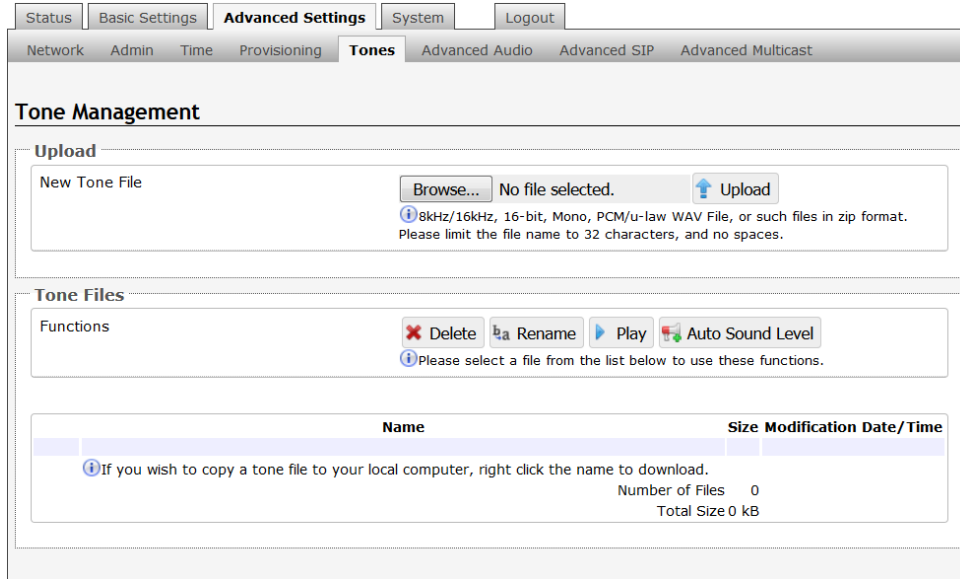 Status Basic Settings Advanced Settings System Logout
Network Admin Time Provisioning Tones Advanced Audio Advanced SIP Advanced Multicast
Tone Management
Upload
New Tone File
Browse... No file selected. Upload
8kHz/16kHz, 16-bit, Mono, PCM/u-law WAV File, or such files in zip format.
Please limit the file name to 32 characters, and no spaces.
Tone Files
Functions
Delete Rename Play Auto Sound Level
Please select a file from the list below to use these functions.
Name Size Modification Date/Time
If you wish to copy a tone file to your local computer, right click the name to download.
Number of Files 0
Total Size 0 kB